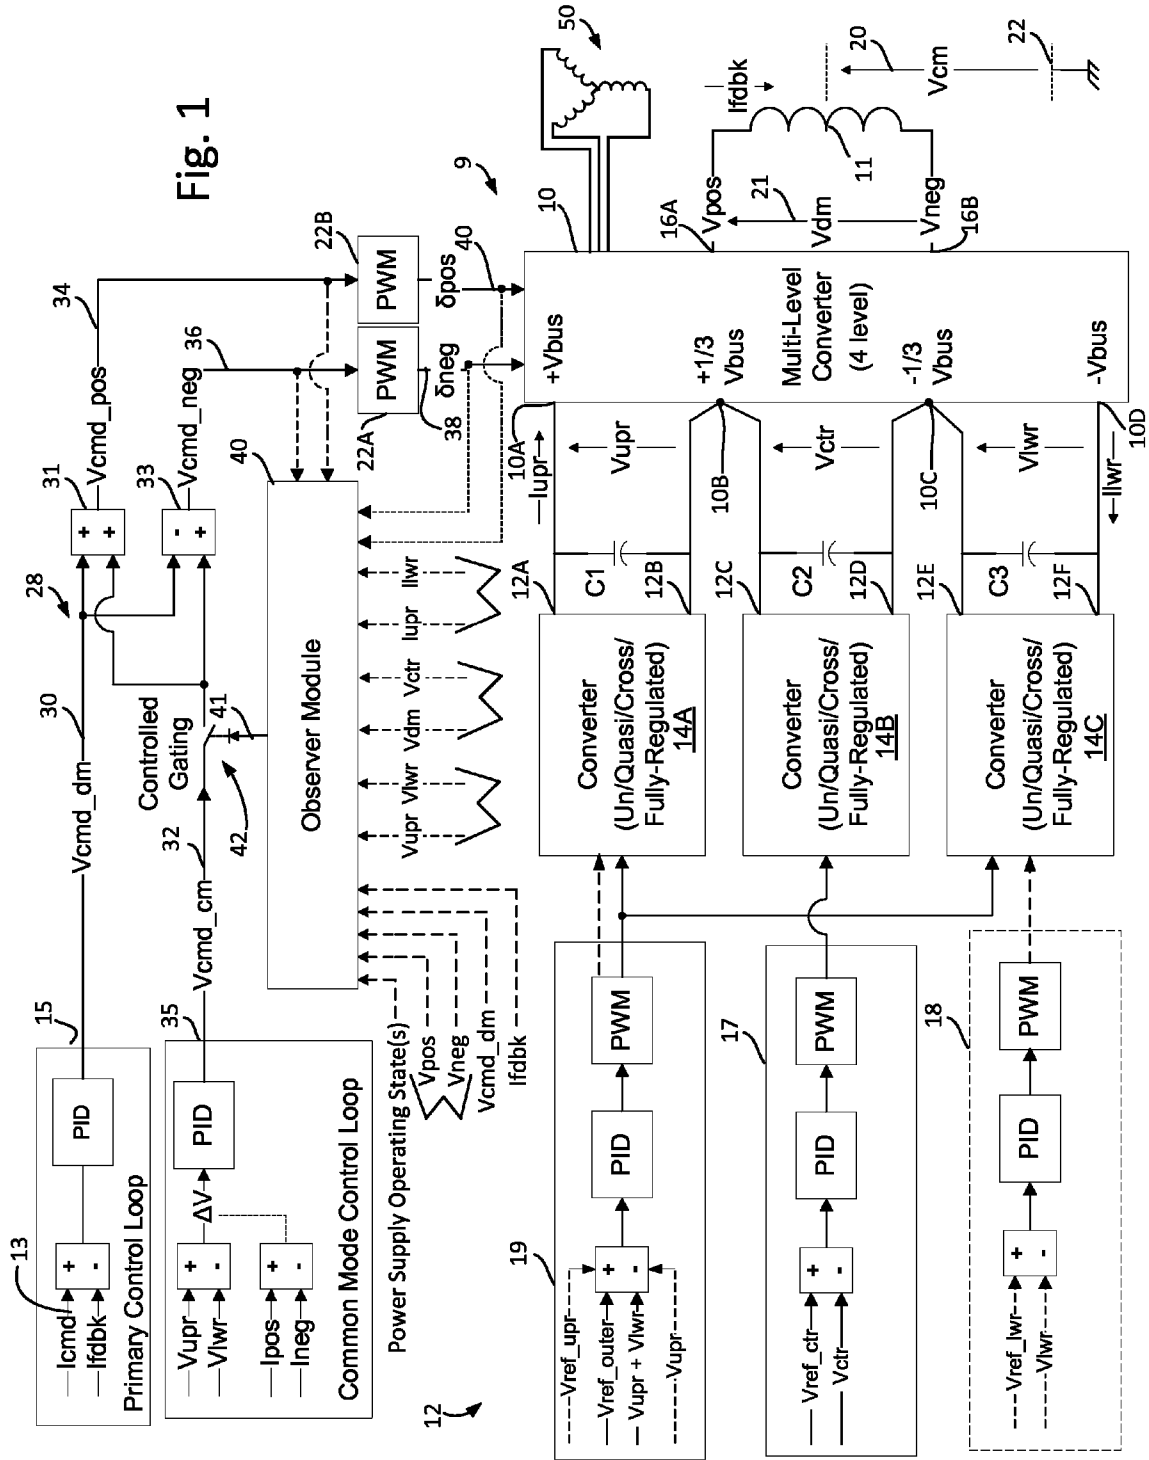 Fig. 1
Primary Control Loop
Icmd
Ifdbk
13
+
-
PID
15
Vcmd_dm
30
28
31
+
+
Vcmd_pos
34
Common Mode Control Loop
Vupr
Vlwr
+
-
ΔV
Ipos
Ineg
+
-
PID
35
Vcmd_cm
32
Controlled
Gating
42
41
33
-
+
Vcmd_neg
36
Observer Module
40
PWM
22B
δpos
40
PWM
22A
δneg
38
Power Supply Operating State(s)
Vpos
Vneg
Vcmd_dm
Ifdbk
Vupr
Vlwr
Vdm
Vctr
Iupr
Ilwr
12
9
19
Vref_upr
Vref_outer
Vupr + Vlwr
Vupr
+
-
PID
PWM
17
Vref_ctr
Vctr
+
-
PID
PWM
18
Vref_lwr
Vlwr
+
-
PID
PWM
Converter
(Un/Quasi/Cross/
Fully-Regulated)
14A
Converter
(Un/Quasi/Cross/
Fully-Regulated)
14B
Converter
(Un/Quasi/Cross/
Fully-Regulated)
14C
12A
C1
12B
12C
C2
12D
12E
C3
12F
Iupr
10A
Vupr
10B
Vctr
10C
Vlwr
Ilwr
10D
10
+Vbus
+1/3
Vbus
Multi-Level
Converter
(4 level)
-1/3
Vbus
-Vbus
50
16A
Vpos
21
Vdm
Vneg
16B
Ifdbk
11
20
Vcm
22